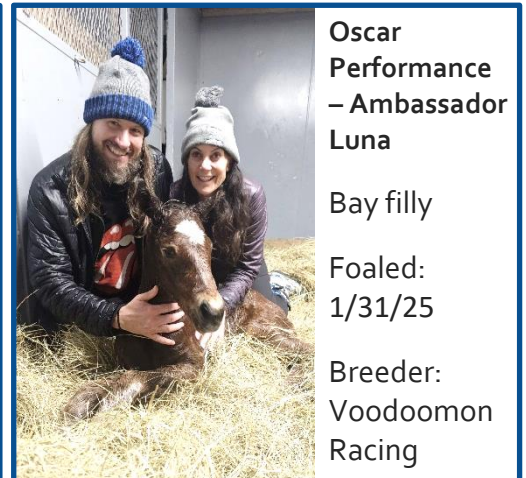 Oscar
Performance
– Ambassador
Luna
Bay filly
Foaled:
1/31/25
Breeder:
Voodoomon
Racing